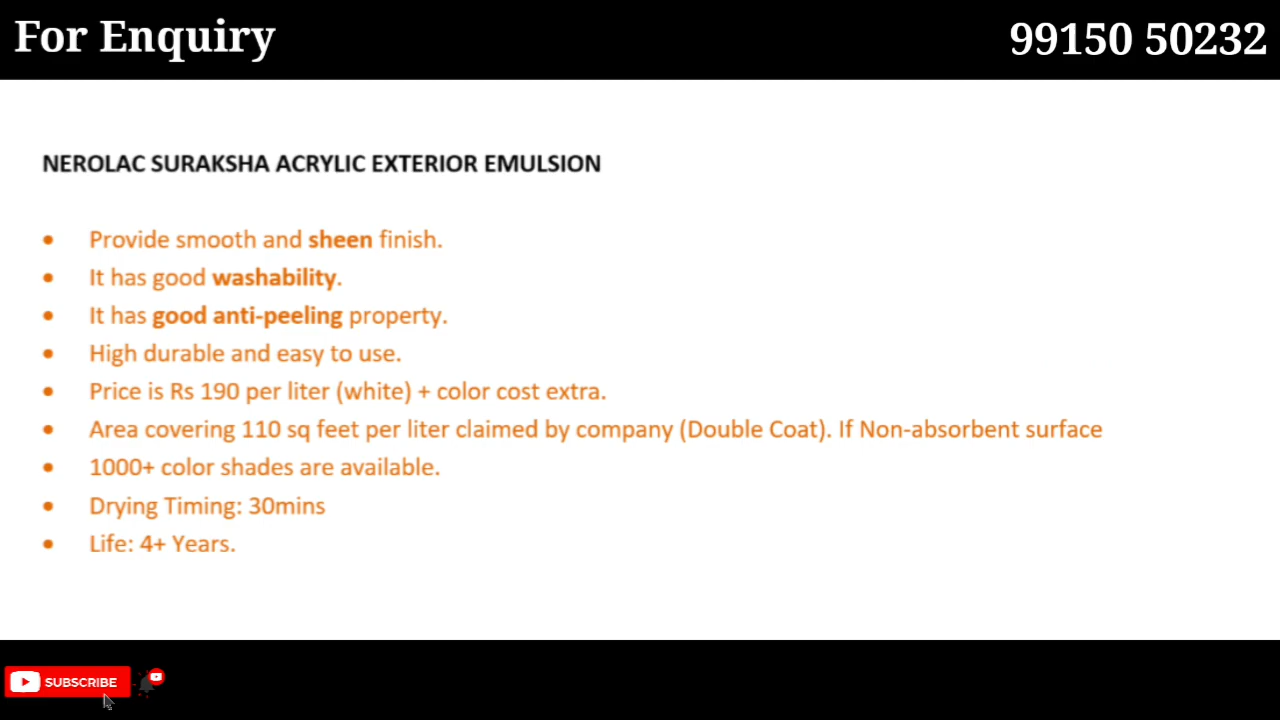 For Enquiry
99150 50232
NEROLAC SURAKSHA ACRYLIC EXTERIOR EMULSION
• Provide smooth and sheen finish.
• It has good washability.
• It has good anti-peeling property.
• High durable and easy to use.
• Price is Rs 190 per liter (white) + color cost extra.
• Area covering 110 sq feet per liter claimed by company (Double Coat). If Non-absorbent surface
• 1000+ color shades are available.
• Drying Timing: 30mins
• Life: 4+ Years.
SUBSCRIBE